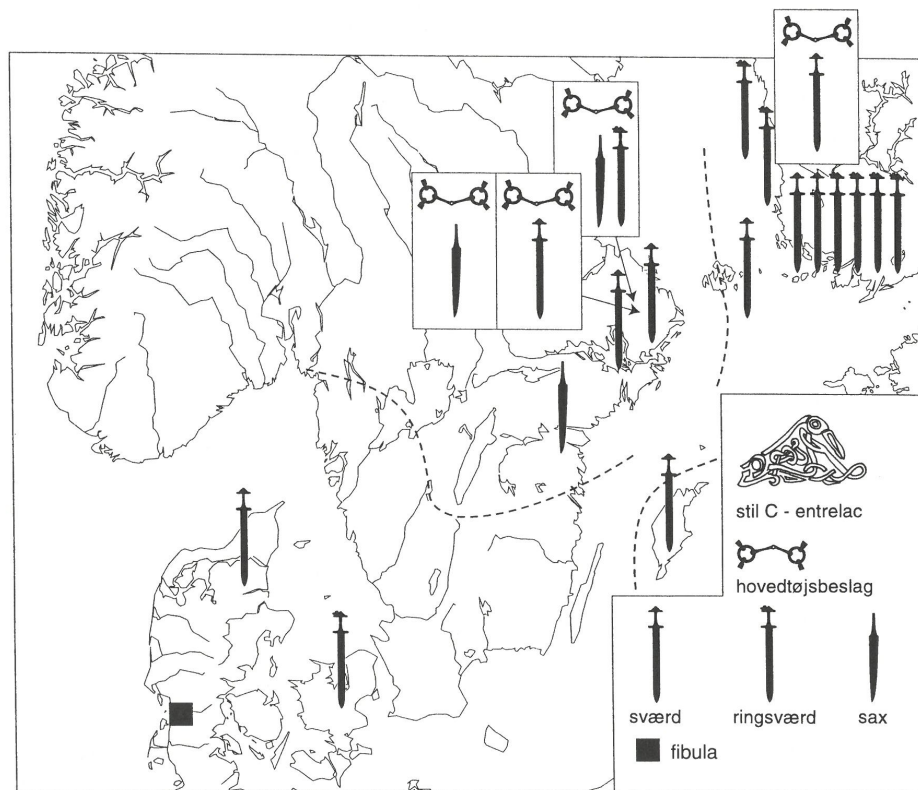 stil C - entrelac
hovedtøjsbeslag
sværd ringsværd sax
fibula